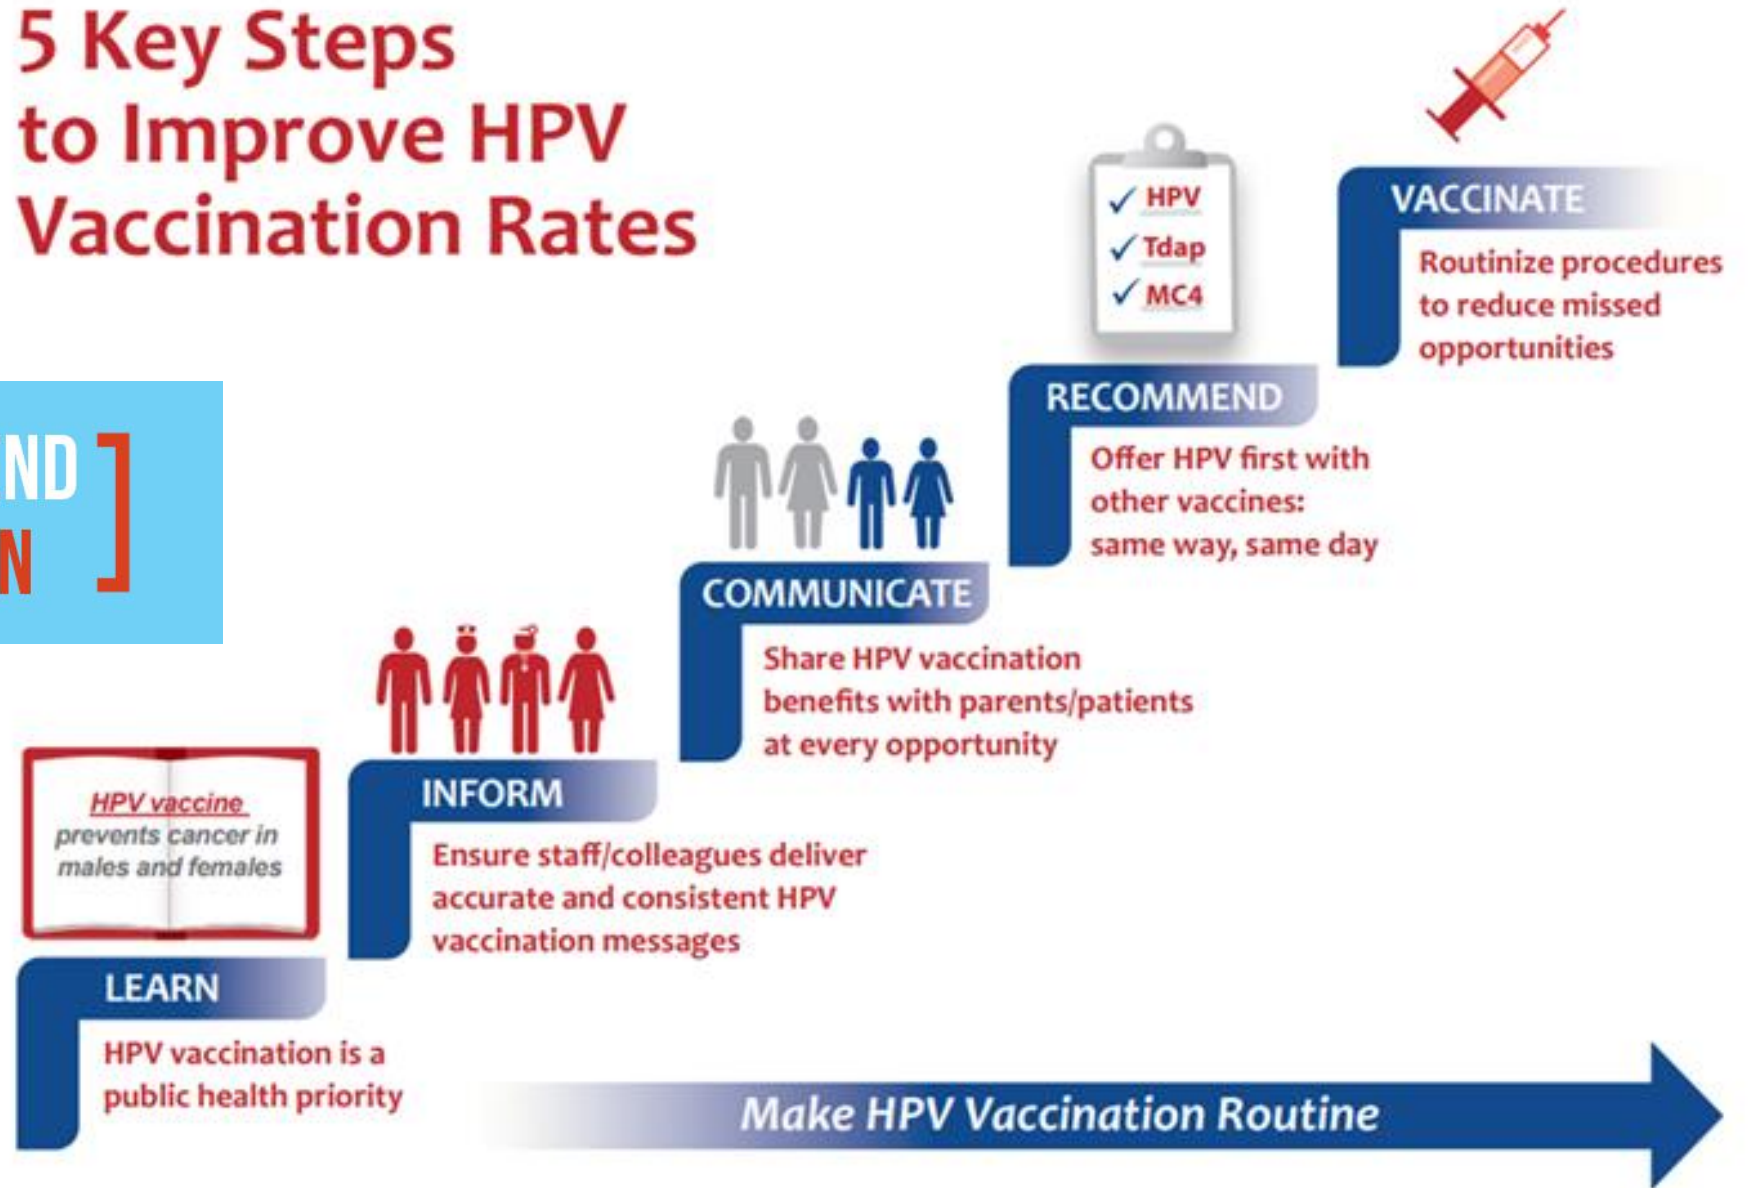 5 Key Steps
to Improve HPV
Vaccination Rates
ND ]
N
HPV
Tdap
MC4
VACCINATE
Routinize procedures
to reduce missed
opportunities
RECOMMEND
Offer HPV first with
other vaccines:
same way, same day
COMMUNICATE
Share HPV vaccination
benefits with parents/patients
at every opportunity
INFORM
Ensure staff/colleagues deliver
accurate and consistent HPV
vaccination messages
HPV vaccine
prevents cancer in
males and females
LEARN
HPV vaccination is a
public health priority
Make HPV Vaccination Routine